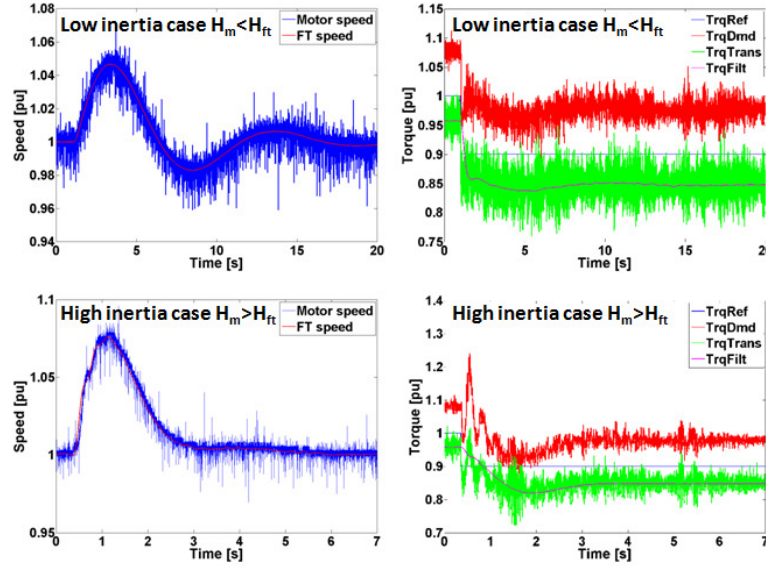 Low inertia case Hm<Hft
Motor speed
FT speed
Speed [pu]
1.08
1.06
1.04
1.02
1
0.98
0.96
0.94
0
5
10
15
20
Time [s]
Low inertia case Hm<Hft
TrqRef
TrqDmd
TrqTrans
TrqFilt
Torque [pu]
1.15
1.1
1.05
1
0.95
0.9
0.85
0.8
0.75
0
5
10
15
20
Time [s]
High inertia case Hm>Hft
Motor speed
FT speed
Speed [pu]
1.1
1.05
1
0.95
0
1
2
3
4
5
6
7
Time [s]
High inertia case Hm>Hft
TrqRef
TrqDmd
TrqTrans
TrqFilt
Torque [pu]
1.4
1.3
1.2
1.1
1
0.9
0.8
0.7
0
1
2
3
4
5
6
7
Time [s]